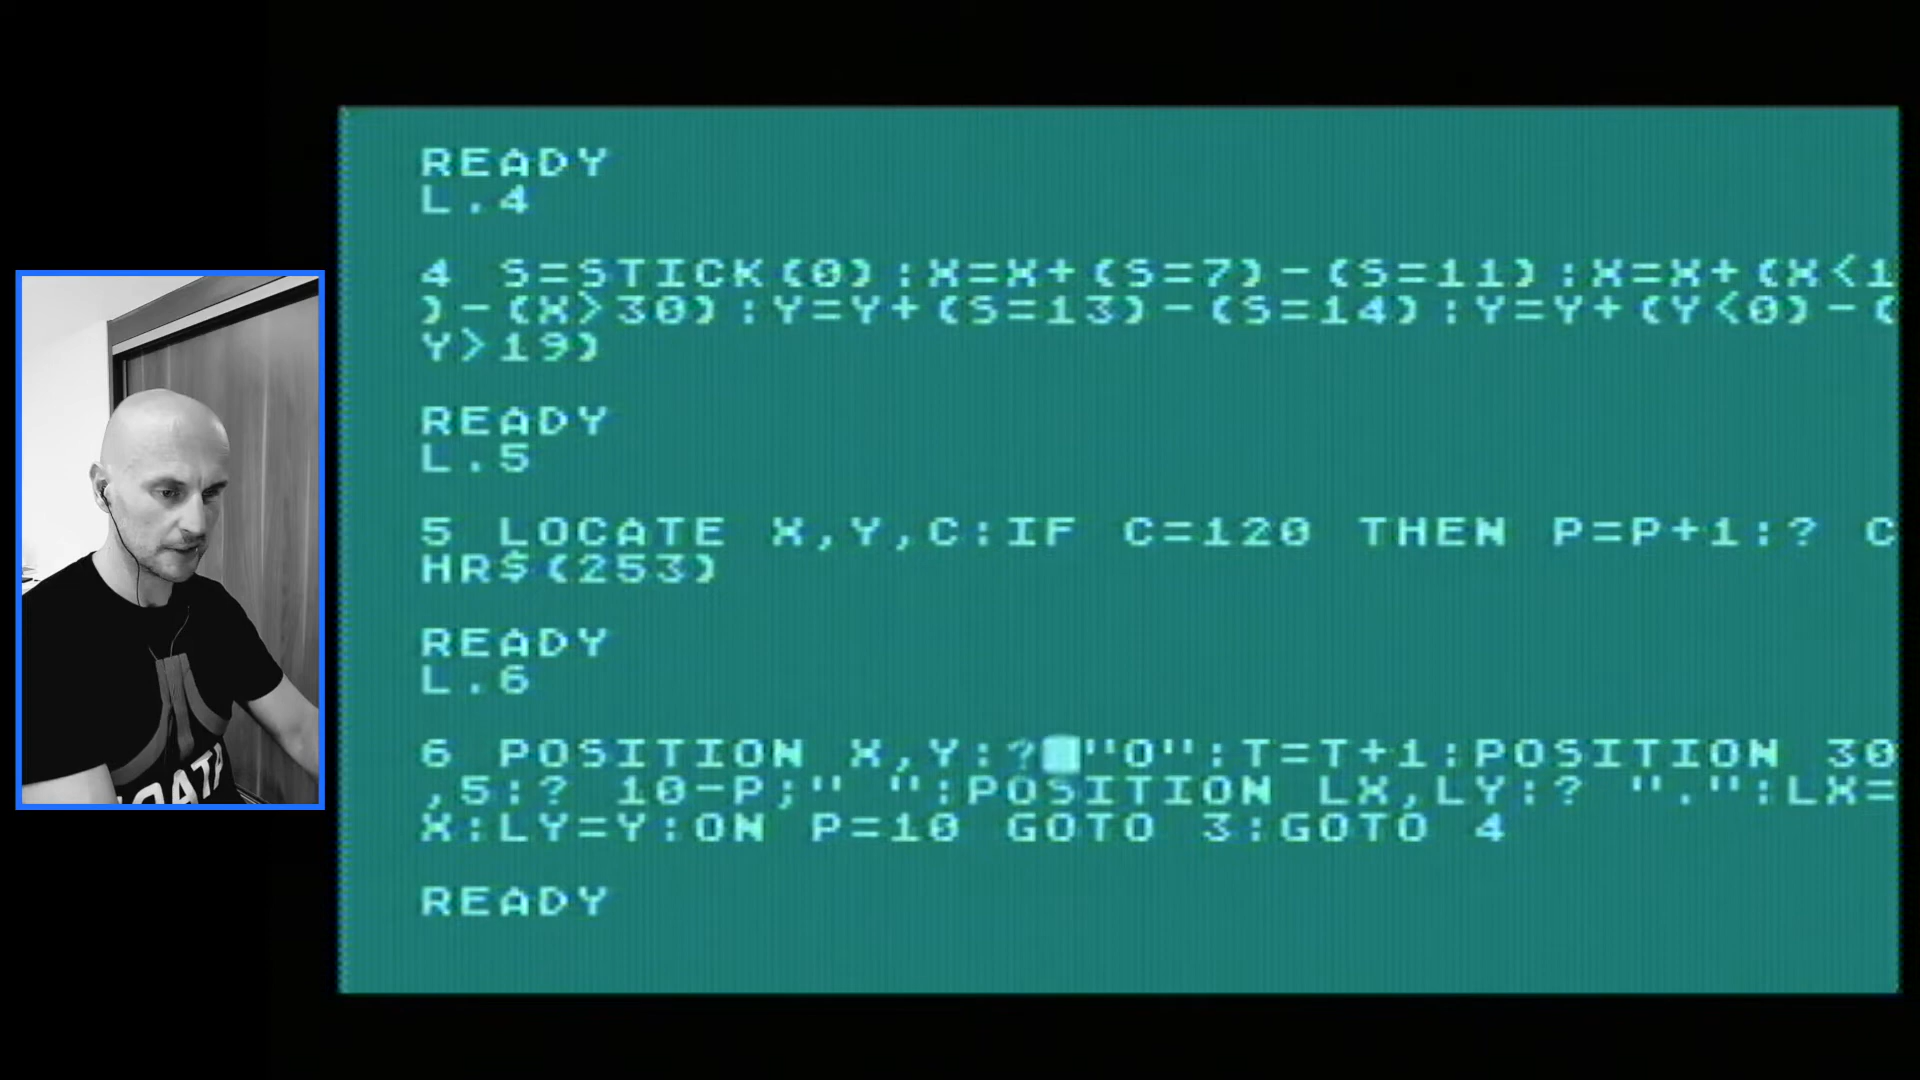 READY
L.4
4 S=STICK(0):X=X+(S=7)-(S=11):X=X+(X<1
)-(X>30):Y=Y+(S=13)-(S=14):Y=Y+(Y<0)-(
Y>19)
READY
L.5
5 LOCATE X,Y,C:IF C=120 THEN P=P+1:? C
HR$(253)
READY
L.6
6 POSITION X,Y:? "O":T=T+1:POSITION 30
,5:? 10-P;" ":POSITION LX,LY:? ".":LX=
X:LY=Y:ON P=10 GOTO 3:GOTO 4
READY